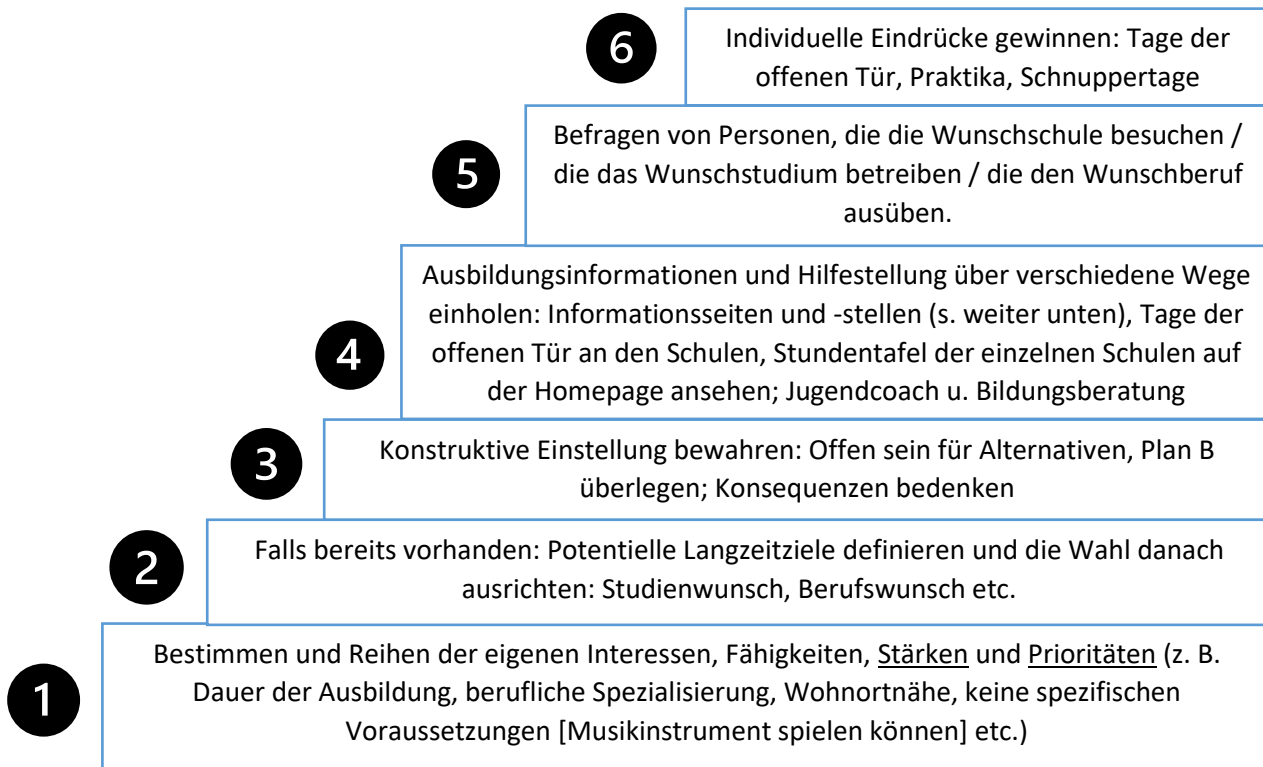 6
Individuelle Eindrücke gewinnen: Tage der
offenen Tür, Praktika, Schnuppertage
5
Befragen von Personen, die die Wunschschule besuchen /
die das Wunschstudium betreiben / die den Wunschberuf
ausüben.
4
Ausbildungsinformationen und Hilfestellung über verschiedene Wege
einholen: Informationsseiten und -stellen (s. weiter unten), Tage der
offenen Tür an den Schulen, Stundentafel der einzelnen Schulen auf
der Homepage ansehen; Jugendcoach u. Bildungsberatung
3
Konstruktive Einstellung bewahren: Offen sein für Alternativen, Plan B
überlegen; Konsequenzen bedenken
2
Falls bereits vorhanden: Potentielle Langzeitziele definieren und die Wahl danach
ausrichten: Studienwunsch, Berufswunsch etc.
1
Bestimmen und Reihen der eigenen Interessen, Fähigkeiten, Stärken und Prioritäten (z. B.
Dauer der Ausbildung, berufliche Spezialisierung, Wohnortnähe, keine spezifischen
Voraussetzungen [Musikinstrument spielen können] etc.)